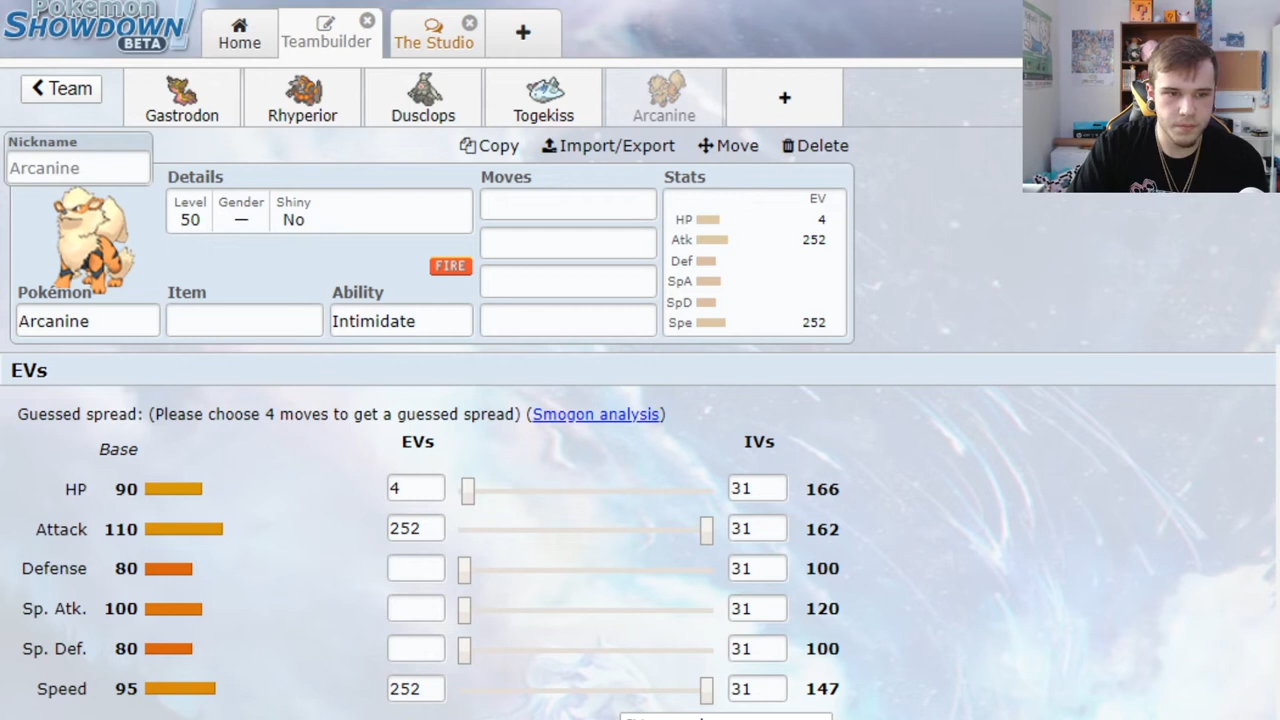 Pokémon
SHOWDOWN!
BETA
Home
Teambuilder
The Studio
+
Team
Gastrodon
Rhyperior
Dusclops
Togekiss
Arcanine
+
Nickname
Arcanine
Copy
Import/Export
Move
Delete
Details
Level Gender Shiny
50 — No
FIRE
Pokémon
Arcanine
Item
Ability
Intimidate
Moves
Stats
EV
HP 4
Atk 252
Def
SpA
SpD
Spe 252
EVs
Guessed spread: (Please choose 4 moves to get a guessed spread) (Smogon analysis)
Base EVs IVs
HP 90 4 31 166
Attack 110 252 31 162
Defense 80 31 100
Sp. Atk. 100 31 120
Sp. Def. 80 31 100
Speed 95 252 31 147